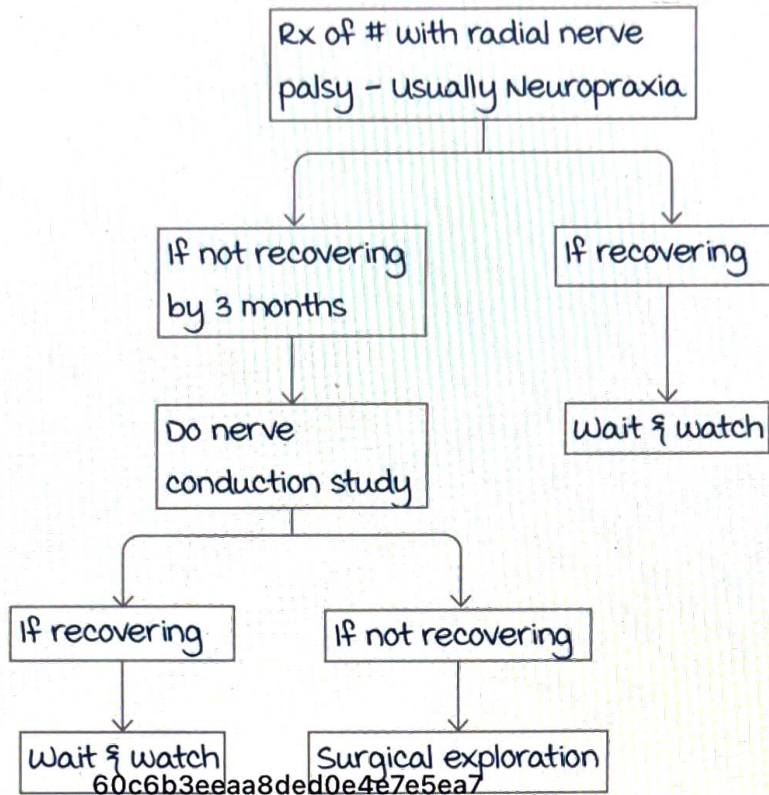 Rx of # with radial nerve
palsy - usually Neuropraxia
If not recovering
by 3 months
If recovering
Do nerve
conduction study
Wait & watch
If recovering
If not recovering
Wait & watch
Surgical exploration
60c6b3eeaa8ded0e4e7e5ea7